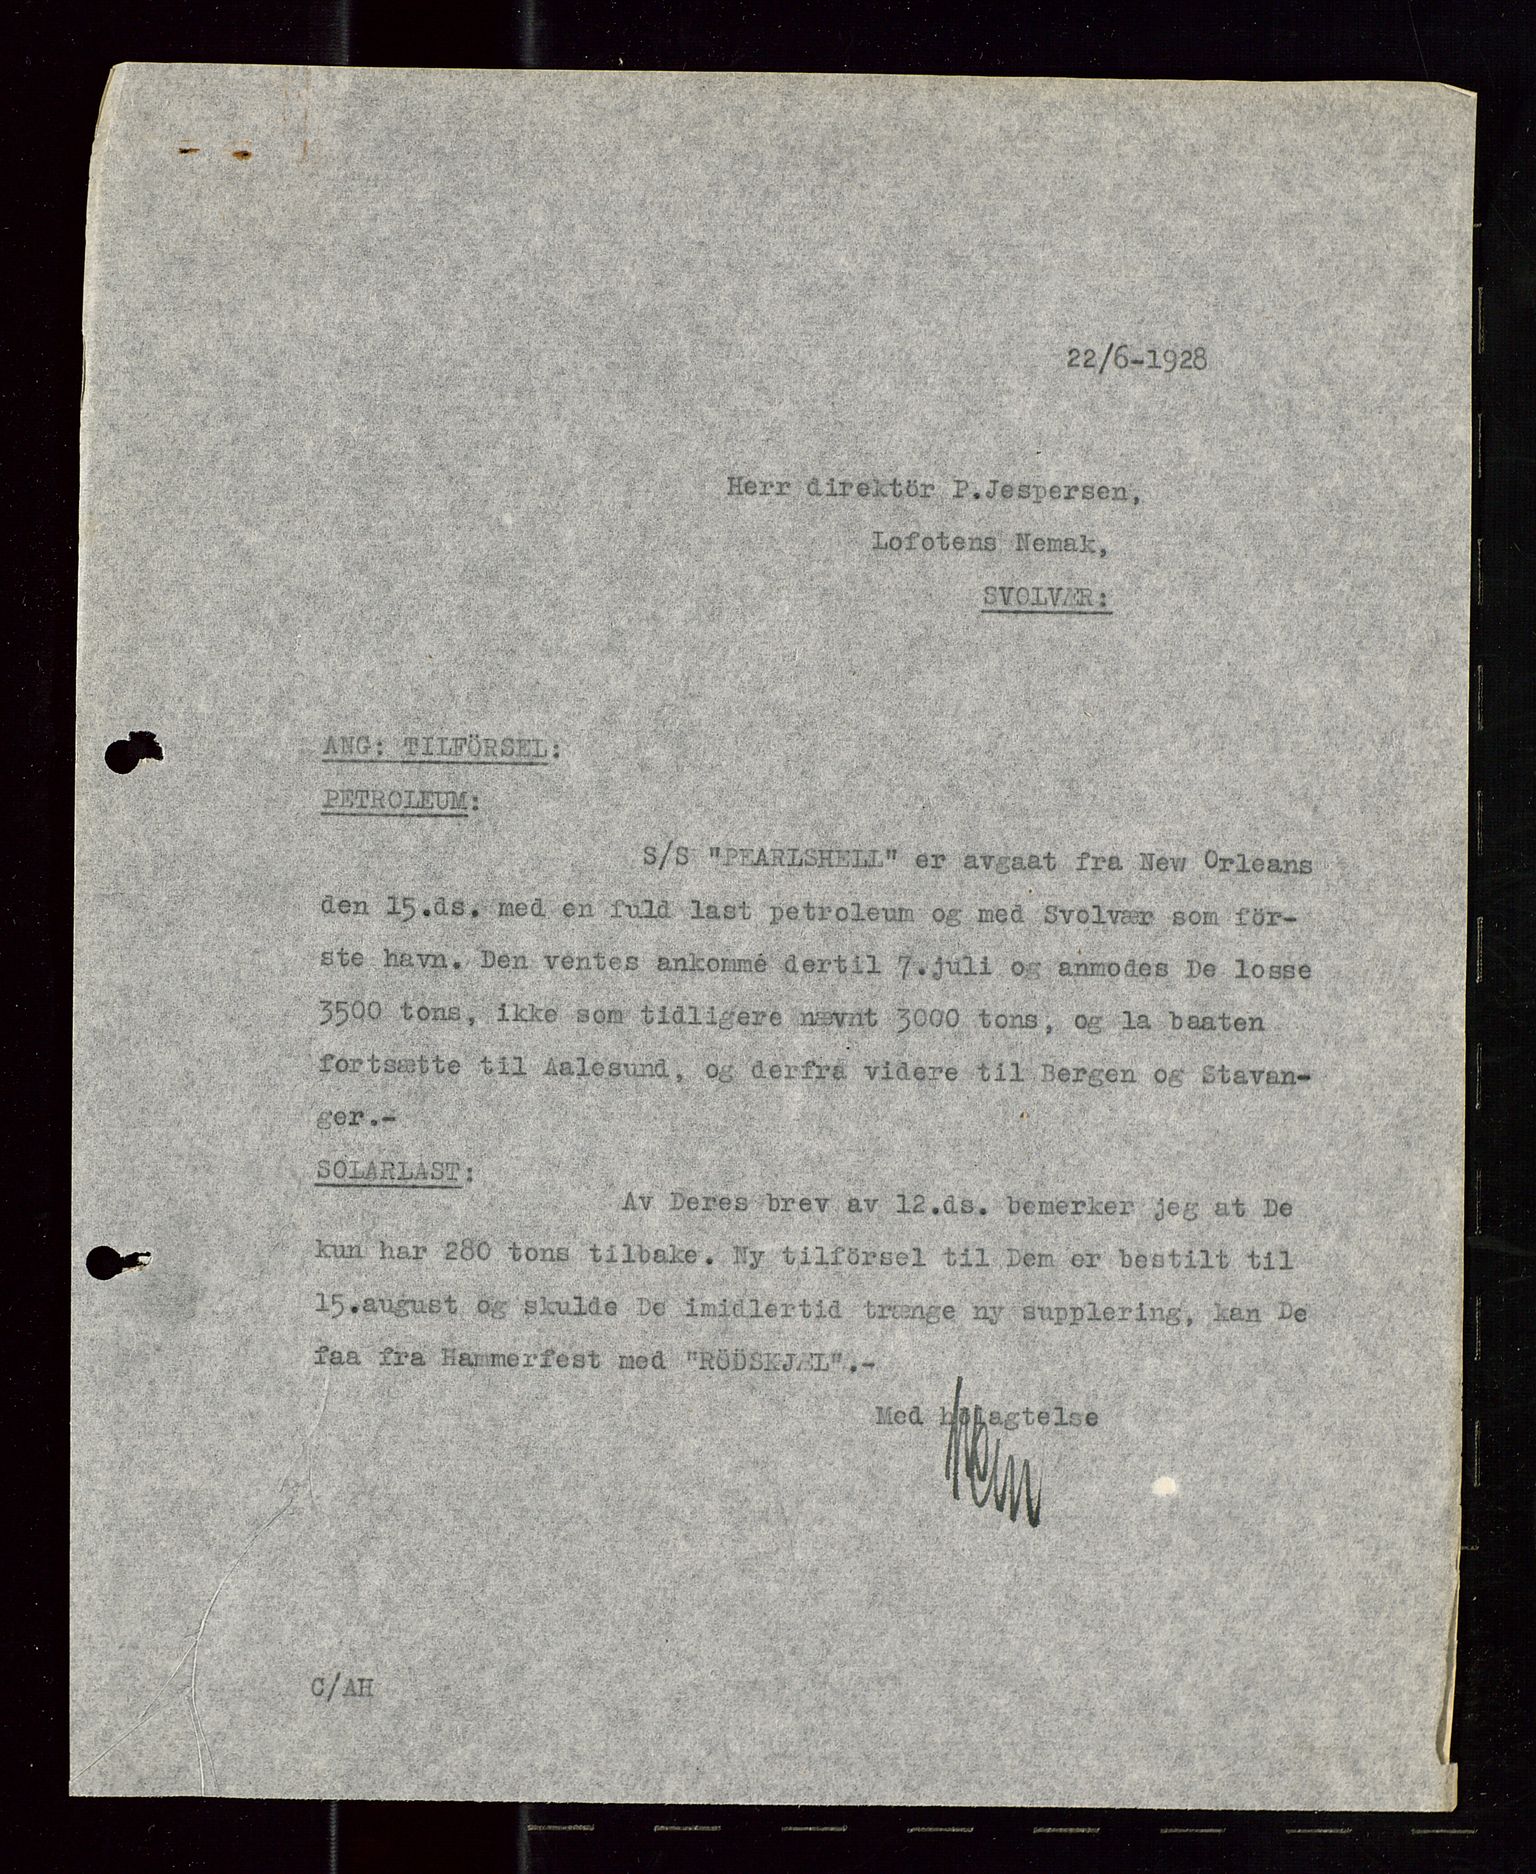 22/6-1928
Herr direktör P.Jespersen,
Lofotens Nemak,
SVOLVÆR:
ANG: TILFÖRSEL:
PETROLEUM:
S/S "PEARLSHELL" er avgaat fra New Orleans
den 15.ds. med en fuld last petroleum og med Svolvær som för-
ste havn. Den ventes ankomme dertil 7.juli og anmodes De losse
3500 tons, ikke som tidligere nævnt 3000 tons, og la baaten
fortsætte til Aalesund, og derfra videre til Bergen og Stavan-
ger.-
SOLARLAST:
Av Deres brev av 12.ds. bemerker jeg at De
kun har 280 tons tilbake. Ny tilförsel til Dem er bestilt til
15.august og skulde De imidlertid trænge ny supplering, kan De
faa fra Hammerfest med "RÖDSKJÆL".-
Med höiagtelse
C/AH